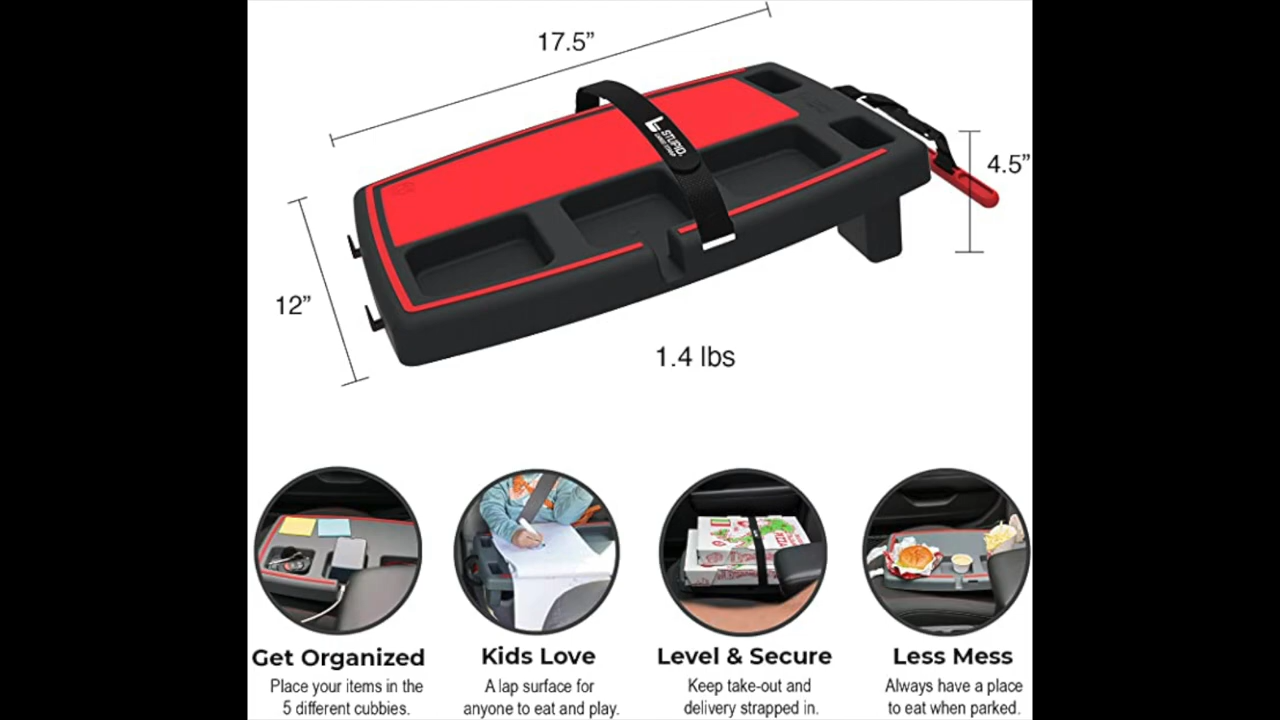 17.5”
STUPID.
4.5”
12”
1.4 lbs
Get Organized
Place your items in the
5 different cubbies.
Kids Love
A lap surface for
anyone to eat and play.
Level & Secure
Keep take-out and
delivery strapped in.
Less Mess
Always have a place
to eat when parked.